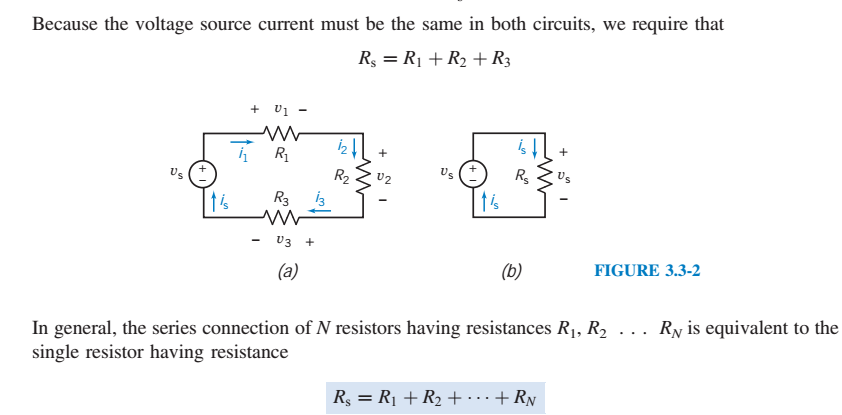 Because the voltage source current must be the same in both circuits, we require that
Rₛ = R₁ + R₂ + R₃
+ v₁ −
i₁ R₁ i₂ +
vₛ + − R₂ v₂
iₛ R₃ i₃ −
− v₃ +
(a)
iₛ +
vₛ + − Rₛ vₛ
iₛ −
(b)
FIGURE 3.3-2
In general, the series connection of N resistors having resistances R₁, R₂ . . . R_N is equivalent to the
single resistor having resistance
Rₛ = R₁ + R₂ + · · · + R_N